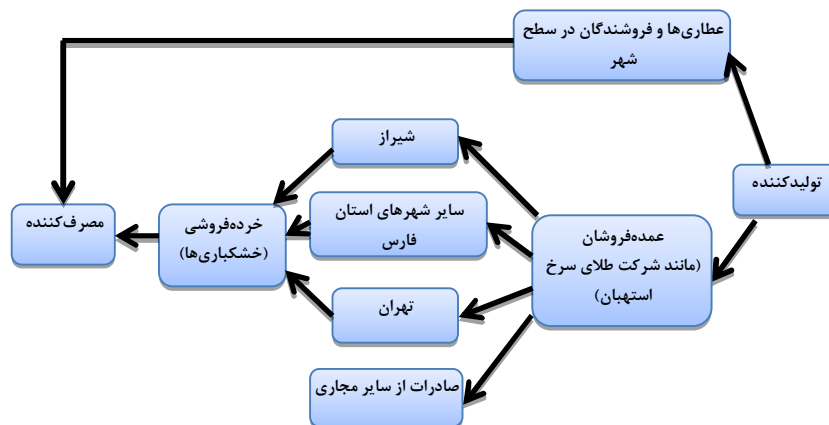 عطاری‌ها و فروشندگان در سطح
شهر
تولیدکننده
شیراز
عمده‌فروشان
(مانند شرکت طلای سرخ
استهبان)
سایر شهرهای استان
فارس
خرده‌فروشی
(خشکباری‌ها)
مصرف‌کننده
تهران
صادرات از سایر مجاری